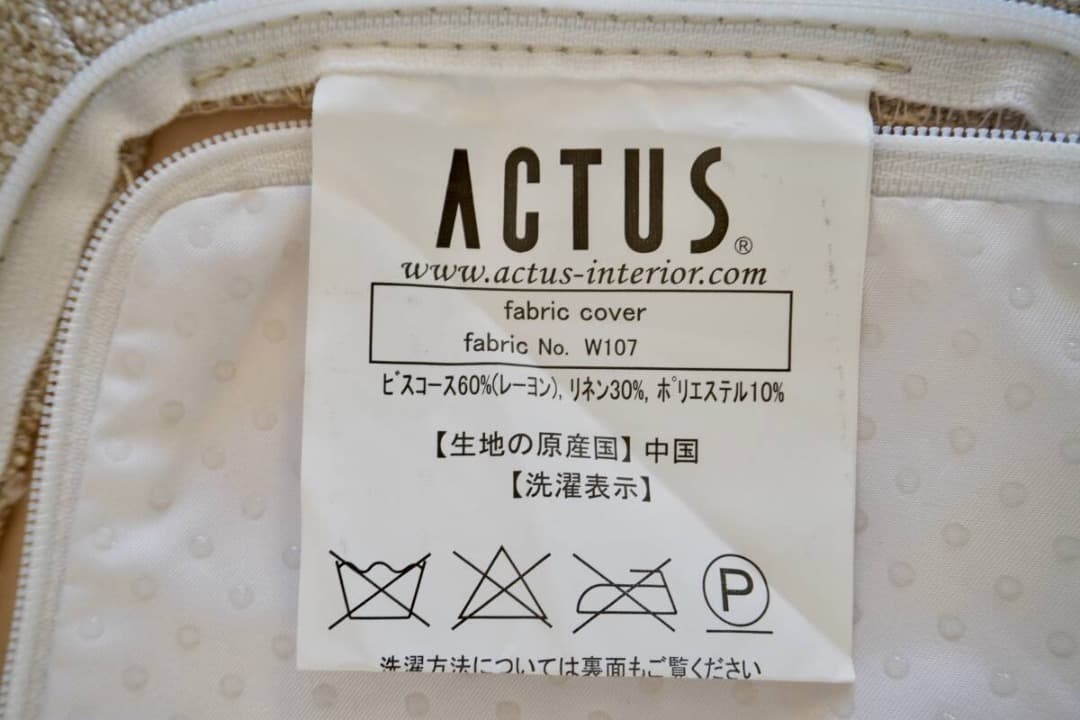 ACTUS®
www.actus-interior.com
fabric cover
fabric No. W107
ビスコース60%(レーヨン), リネン30%, ポリエステル10%
【生地の原産国】中国
【洗濯表示】
P
洗濯方法については裏面もご覧ください